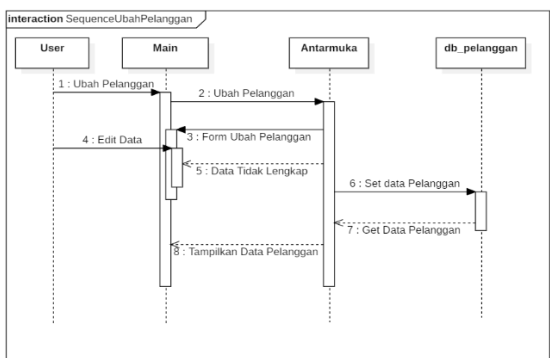 interaction SequenceUbahPelanggan
User
Main
Antarmuka
db_pelanggan
1 : Ubah Pelanggan
2 : Ubah Pelanggan
3 : Form Ubah Pelanggan
4 : Edit Data
5 : Data Tidak Lengkap
6 : Set data Pelanggan
7 : Get Data Pelanggan
8 : Tampilkan Data Pelanggan